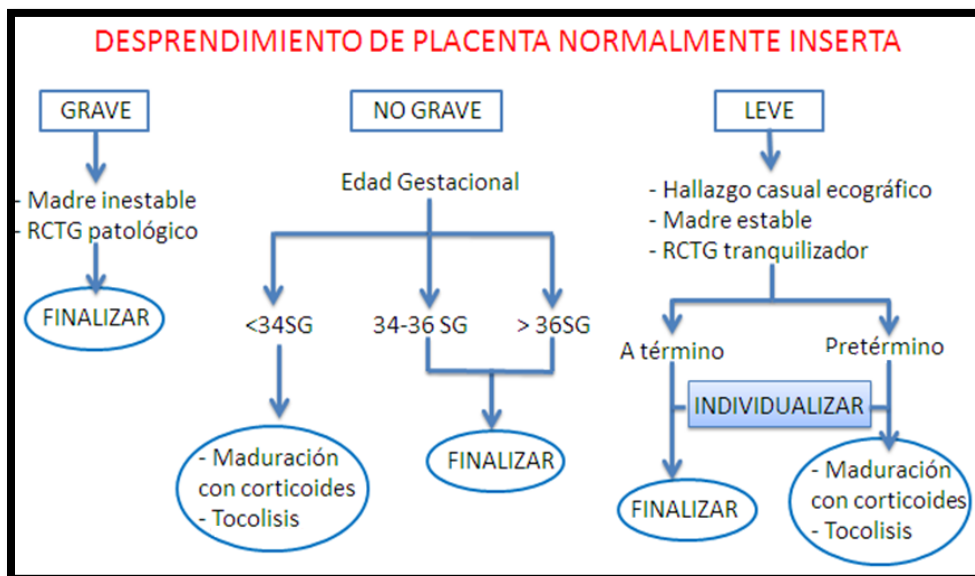 DESPRENDIMIENTO DE PLACENTA NORMALMENTE INSERTA
GRAVE
- Madre inestable
- RCTG patológico
FINALIZAR
NO GRAVE
Edad Gestacional
<34SG
34-36 SG
> 36SG
- Maduración
con corticoides
- Tocolisis
FINALIZAR
LEVE
- Hallazgo casual ecográfico
- Madre estable
- RCTG tranquilizador
A término
Pretérmino
INDIVIDUALIZAR
FINALIZAR
- Maduración
con corticoides
- Tocolisis